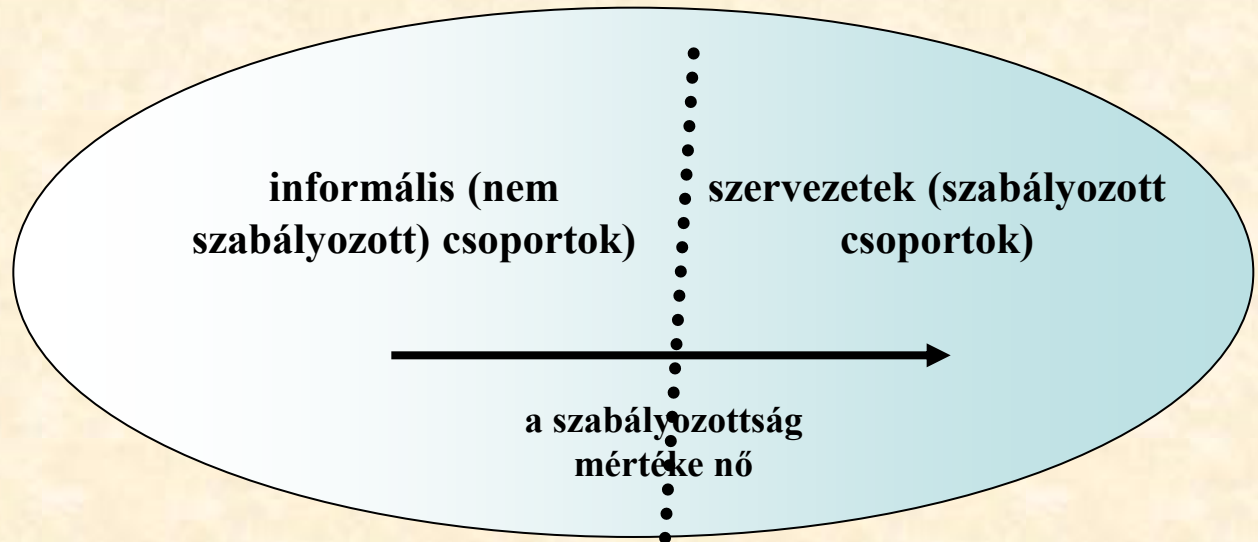 informális (nem
szabályozott) csoportok)
szervezetek (szabályozott
csoportok)
a szabályozottság
mértéke nő